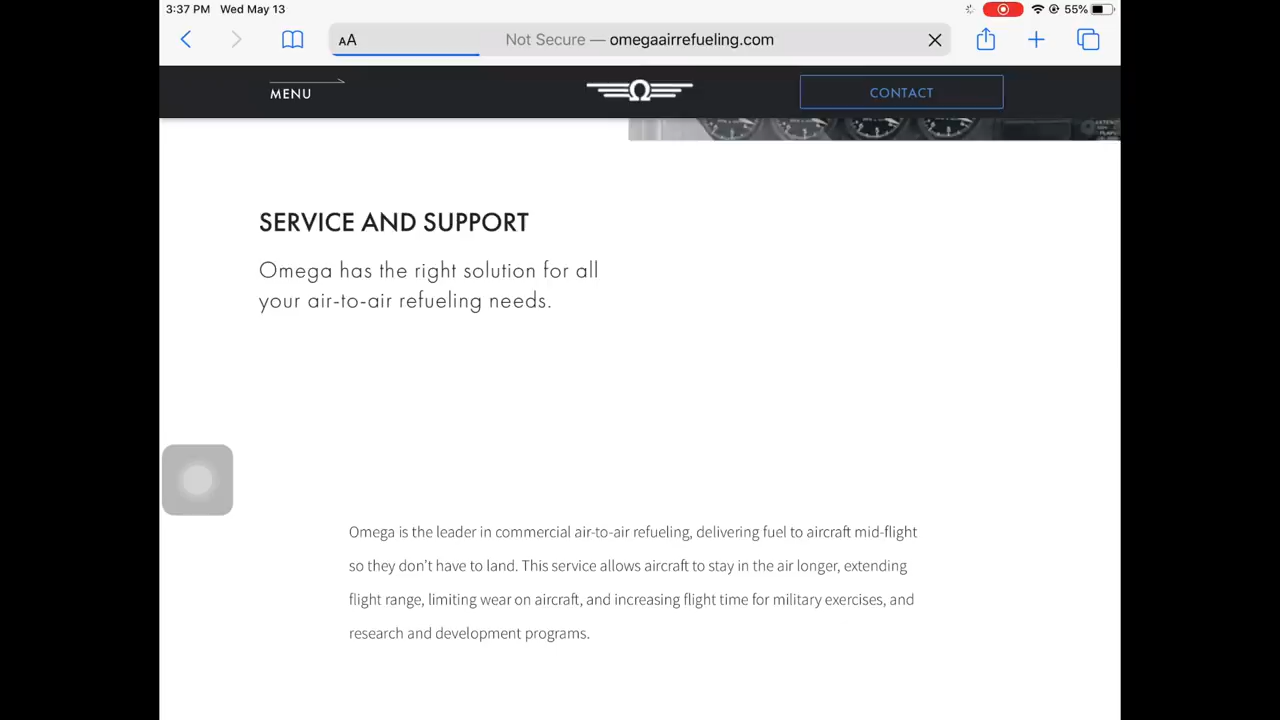 3:37 PM Wed May 13
55%
AA
Not Secure — omegaairrefueling.com
MENU
Ω
CONTACT
SERVICE AND SUPPORT
Omega has the right solution for all
your air-to-air refueling needs.
Omega is the leader in commercial air-to-air refueling, delivering fuel to aircraft mid-flight
so they don’t have to land. This service allows aircraft to stay in the air longer, extending
flight range, limiting wear on aircraft, and increasing flight time for military exercises, and
research and development programs.